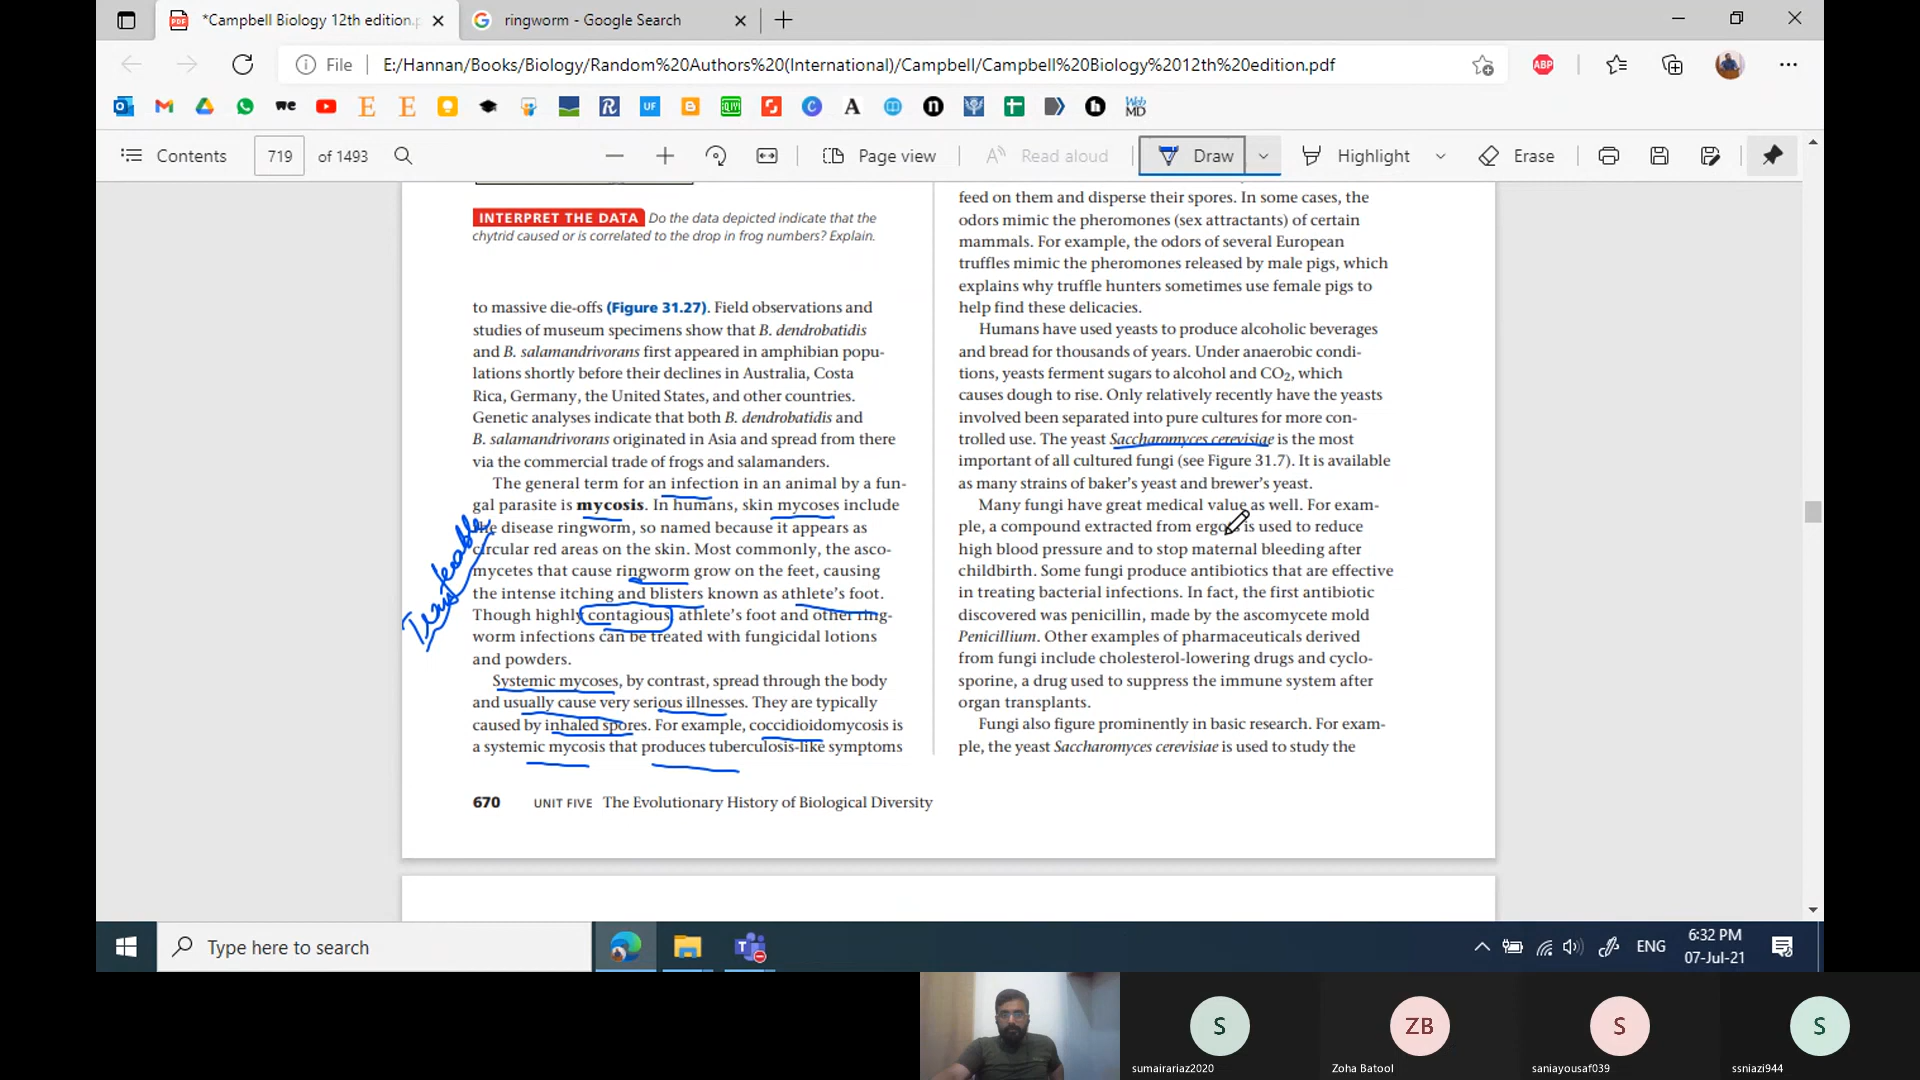 *Campbell Biology 12th edition.p
ringworm - Google Search
File
E:/Hannan/Books/Biology/Random%20Authors%20(International)/Campbell/Campbell%20Biology%2012th%20edition.pdf
ABP
Contents
719
of 1493
Page view
Read aloud
Draw
Highlight
Erase
INTERPRET THE DATA Do the data depicted indicate that the
chytrid caused or is correlated to the drop in frog numbers? Explain.
to massive die-offs (Figure 31.27). Field observations and
studies of museum specimens show that B. dendrobatidis
and B. salamandrivorans first appeared in amphibian popu-
lations shortly before their declines in Australia, Costa
Rica, Germany, the United States, and other countries.
Genetic analyses indicate that both B. dendrobatidis and
B. salamandrivorans originated in Asia and spread from there
via the commercial trade of frogs and salamanders.
The general term for an infection in an animal by a fun-
gal parasite is mycosis. In humans, skin mycoses include
the disease ringworm, so named because it appears as
circular red areas on the skin. Most commonly, the asco-
mycetes that cause ringworm grow on the feet, causing
the intense itching and blisters known as athlete's foot.
Though highly contagious, athlete's foot and other ring-
worm infections can be treated with fungicidal lotions
and powders.
Systemic mycoses, by contrast, spread through the body
and usually cause very serious illnesses. They are typically
caused by inhaled spores. For example, coccidioidomycosis is
a systemic mycosis that produces tuberculosis-like symptoms
670 UNIT FIVE The Evolutionary History of Biological Diversity
feed on them and disperse their spores. In some cases, the
odors mimic the pheromones (sex attractants) of certain
mammals. For example, the odors of several European
truffles mimic the pheromones released by male pigs, which
explains why truffle hunters sometimes use female pigs to
help find these delicacies.
Humans have used yeasts to produce alcoholic beverages
and bread for thousands of years. Under anaerobic condi-
tions, yeasts ferment sugars to alcohol and CO₂, which
causes dough to rise. Only relatively recently have the yeasts
involved been separated into pure cultures for more con-
trolled use. The yeast Saccharomyces cerevisiae is the most
important of all cultured fungi (see Figure 31.7). It is available
as many strains of baker's yeast and brewer's yeast.
Many fungi have great medical value as well. For exam-
ple, a compound extracted from ergots is used to reduce
high blood pressure and to stop maternal bleeding after
childbirth. Some fungi produce antibiotics that are effective
in treating bacterial infections. In fact, the first antibiotic
discovered was penicillin, made by the ascomycete mold
Penicillium. Other examples of pharmaceuticals derived
from fungi include cholesterol-lowering drugs and cyclo-
sporine, a drug used to suppress the immune system after
organ transplants.
Fungi also figure prominently in basic research. For exam-
ple, the yeast Saccharomyces cerevisiae is used to study the
Type here to search
ENG
6:32 PM
07-Jul-21
S
ZB
S
S
sumairariaz2020
Zoha Batool
saniayousaf039
ssniazi944